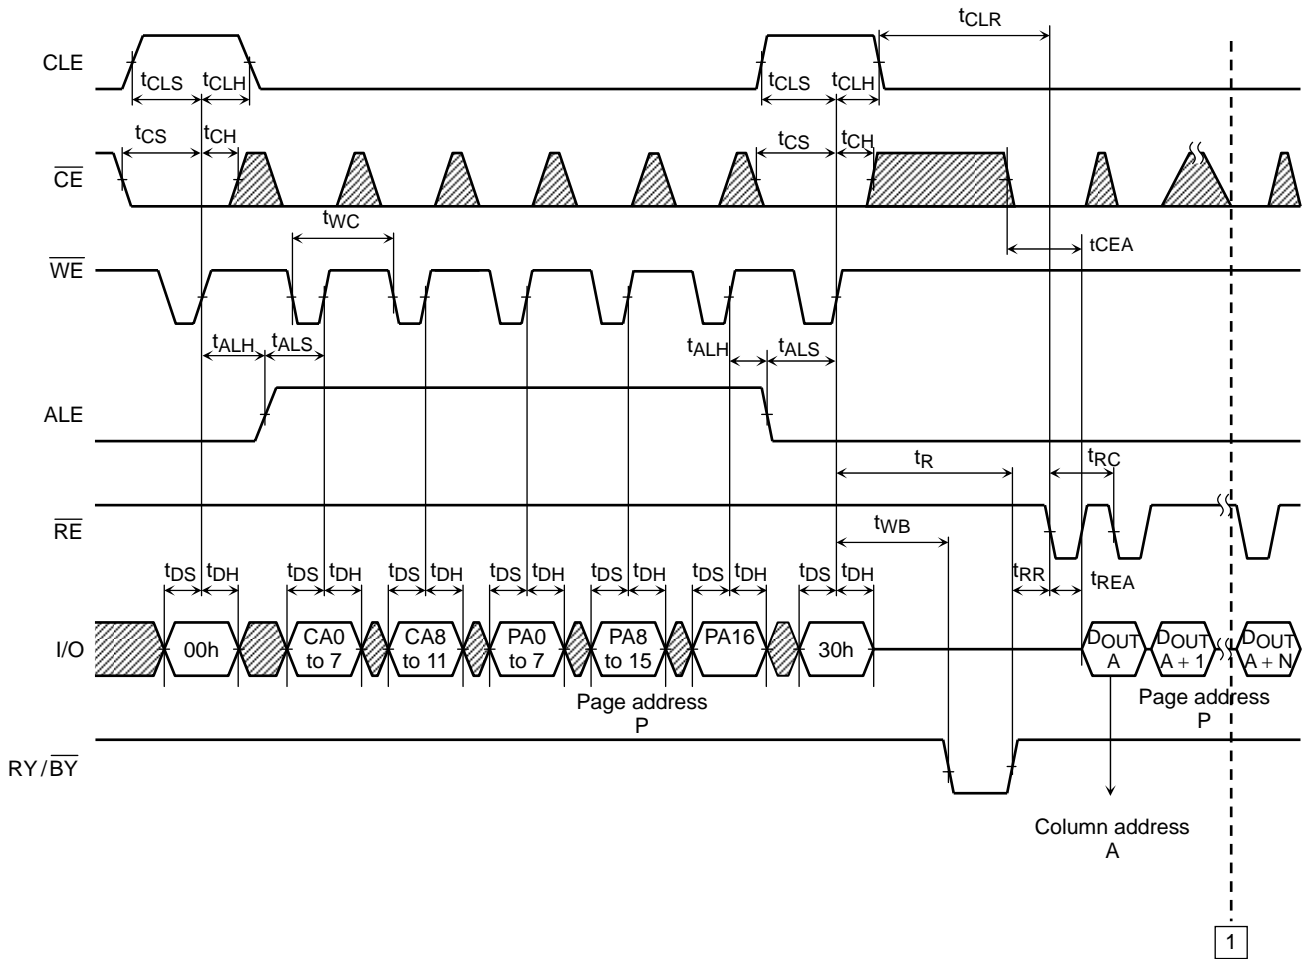 tCLR
CLE
tCLS tCLH tCLS tCLH
tCS tCH tCS tCH
CE
tWC tCEA
WE
tALH tALS tALH tALS
ALE
tR tRC
RE
tWB
tDS tDH tDS tDH tDS tDH tDS tDH tDS tDH tDS tDH tDS tDH tRR tREA
I/O 00h CA0 to 7 CA8 to 11 PA0 to 7 PA8 to 15 PA16 30h DOUT A DOUT A + 1 DOUT A + N
Page address
P
Page address
P
RY/BY
Column address
A
1